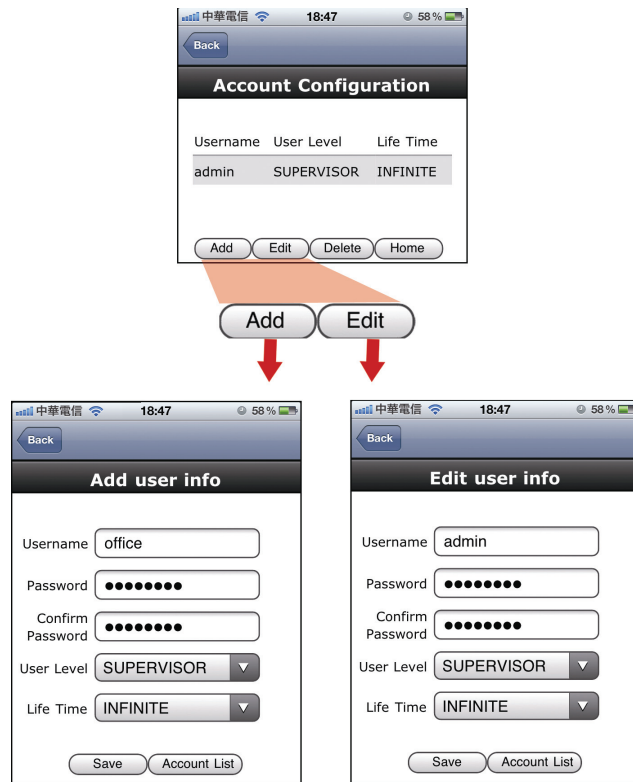 中華電信 18:47 58%
Back
Account Configuration
Username User Level Life Time
admin SUPERVISOR INFINITE
Add Edit Delete Home
Add Edit
中華電信 18:47 58%
Back
Add user info
Username office
Password ●●●●●●●●
Confirm
Password ●●●●●●●●
User Level SUPERVISOR
Life Time INFINITE
Save Account List
中華電信 18:47 58%
Back
Edit user info
Username admin
Password ●●●●●●●●
Confirm
Password ●●●●●●●●
User Level SUPERVISOR
Life Time INFINITE
Save Account List